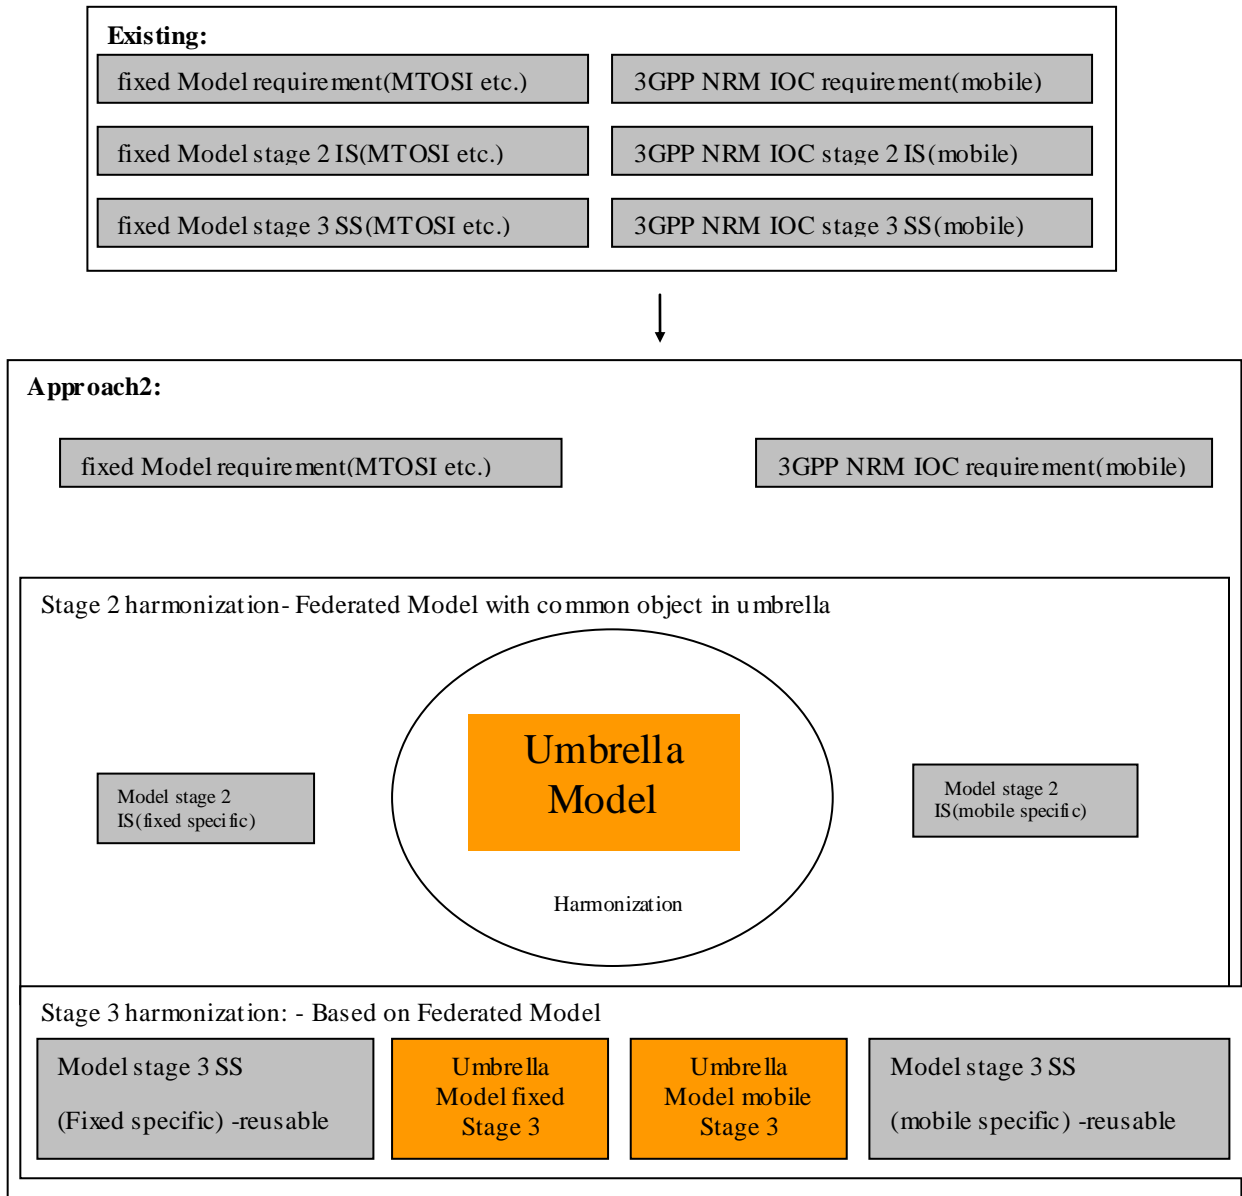 Existing:
fixed Model requirement(MTOSI etc.)
3GPP NRM IOC requirement(mobile)
fixed Model stage 2 IS(MTOSI etc.)
3GPP NRM IOC stage 2 IS(mobile)
fixed Model stage 3 SS(MTOSI etc.)
3GPP NRM IOC stage 3 SS(mobile)
Approach2:
fixed Model requirement(MTOSI etc.)
3GPP NRM IOC requirement(mobile)
Stage 2 harmonization- Federated Model with common object in umbrella
Umbrella
Model
Harmonization
Model stage 2
IS(fixed specific)
Model stage 2
IS(mobile specific)
Stage 3 harmonization: - Based on Federated Model
Model stage 3 SS
(Fixed specific) -reusable
Umbrella
Model fixed
Stage 3
Umbrella
Model mobile
Stage 3
Model stage 3 SS
(mobile specific) -reusable